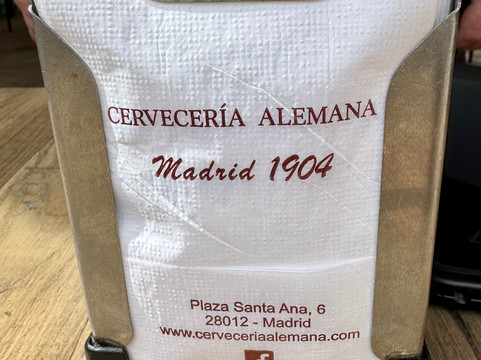 CERVECERÍA ALEMANA
Madrid 1904
Plaza Santa Ana, 6
28012 - Madrid
www.cerveceriaalemana.com